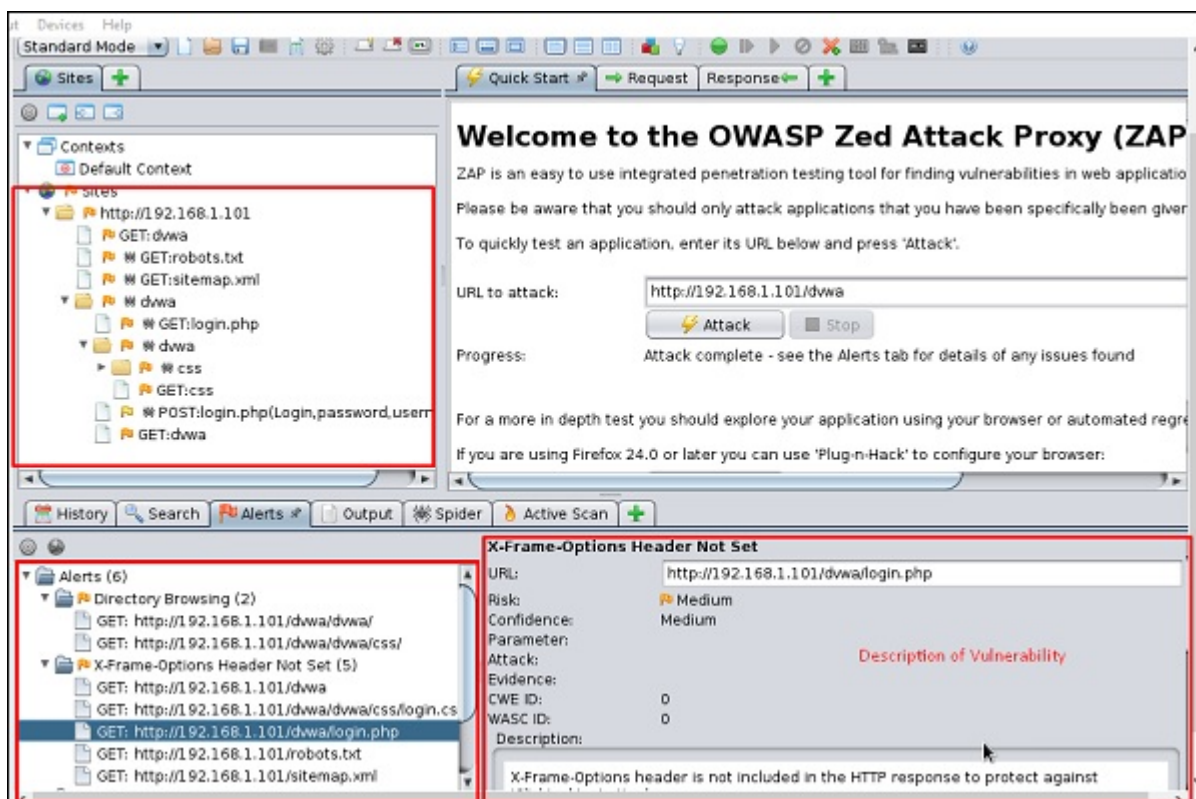 Devices Help
Standard Mode
Sites
Quick Start
Request
Response
Contexts
Default Context
Sites
http://192.168.1.101
GET:dvwa
GET:robots.txt
GET:sitemap.xml
dvwa
GET:login.php
dvwa
css
GET:css
POST:login.php(Login,password,usern
GET:dvwa
Welcome to the OWASP Zed Attack Proxy (ZAP
ZAP is an easy to use integrated penetration testing tool for finding vulnerabilities in web applicatio
Please be aware that you should only attack applications that you have been specifically been giver
To quickly test an application, enter its URL below and press 'Attack'.
URL to attack:
http://192.168.1.101/dvwa
Attack
Stop
Progress:
Attack complete - see the Alerts tab for details of any issues found
For a more in depth test you should explore your application using your browser or automated regre
If you are using Firefox 24.0 or later you can use 'Plug-n-Hack' to configure your browser:
History
Search
Alerts
Output
Spider
Active Scan
Alerts (6)
Directory Browsing (2)
GET: http://192.168.1.101/dvwa/dvwa/
GET: http://192.168.1.101/dvwa/dvwa/css/
X-Frame-Options Header Not Set (5)
GET: http://192.168.1.101/dvwa
GET: http://192.168.1.101/dvwa/dvwa/css/login.cs
GET: http://192.168.1.101/dvwa/login.php
GET: http://192.168.1.101/robots.txt
GET: http://192.168.1.101/sitemap.xml
X-Frame-Options Header Not Set
URL:
http://192.168.1.101/dvwa/login.php
Risk:
Medium
Confidence:
Medium
Parameter:
Attack:
Description of Vulnerability
Evidence:
CWE ID:
0
WASC ID:
0
Description:
X-Frame-Options header is not included in the HTTP response to protect against